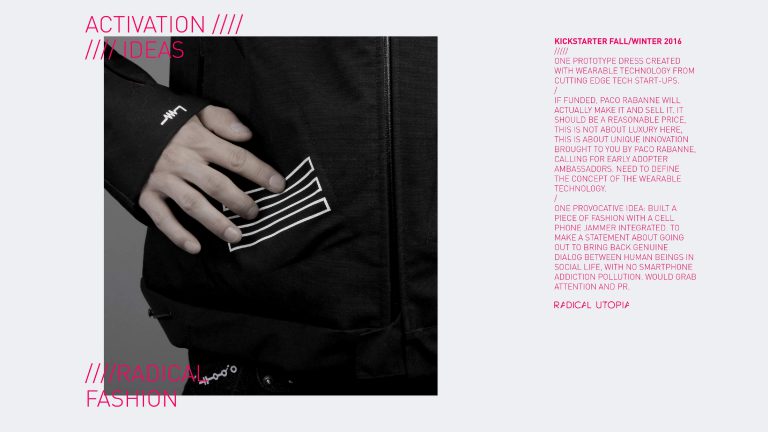 ACTIVATION ////
//// IDEAS
////RADICAL
FASHION
KICKSTARTER FALL/WINTER 2016
/////
ONE PROTOTYPE DRESS CREATED
WITH WEARABLE TECHNOLOGY FROM
CUTTING EDGE TECH START-UPS.
/
IF FUNDED, PACO RABANNE WILL
ACTUALLY MAKE IT AND SELL IT. IT
SHOULD BE A REASONABLE PRICE,
THIS IS NOT ABOUT LUXURY HERE,
THIS IS ABOUT UNIQUE INNOVATION
BROUGHT TO YOU BY PACO RABANNE,
CALLING FOR EARLY ADOPTER
AMBASSADORS. NEED TO DEFINE
THE CONCEPT OF THE WEARABLE
TECHNOLOGY.
/
ONE PROVOCATIVE IDEA: BUILT A
PIECE OF FASHION WITH A CELL
PHONE JAMMER INTEGRATED. TO
MAKE A STATEMENT ABOUT GOING
OUT TO BRING BACK GENUINE
DIALOG BETWEEN HUMAN BEINGS IN
SOCIAL LIFE, WITH NO SMARTPHONE
ADDICTION POLLUTION. WOULD GRAB
ATTENTION AND PR.
RADICAL UTOPIA